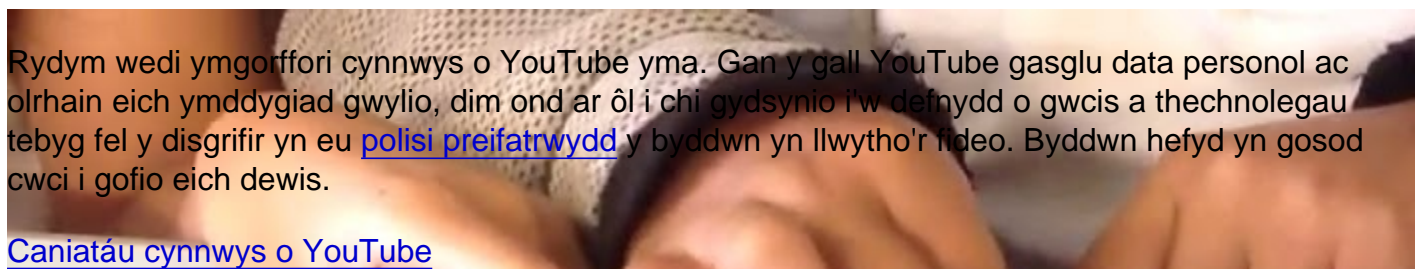 Rydym wedi ymgorffori cynnwys o YouTube yma. Gan y gall YouTube gasglu data personol ac
olrhain eich ymddygiad gwylio, dim ond ar ôl i chi gydsynio i'w defnydd o gwcis a thechnolegau
tebyg fel y disgrifir yn eu polisi preifatrwydd y byddwn yn llwytho'r fideo. Byddwn hefyd yn gosod
cwci i gofio eich dewis.
Caniatáu cynnwys o YouTube